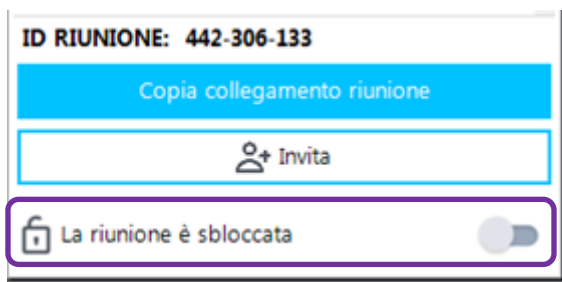 ID RIUNIONE: 442-306-133
Copia collegamento riunione
Invita
La riunione è sbloccata